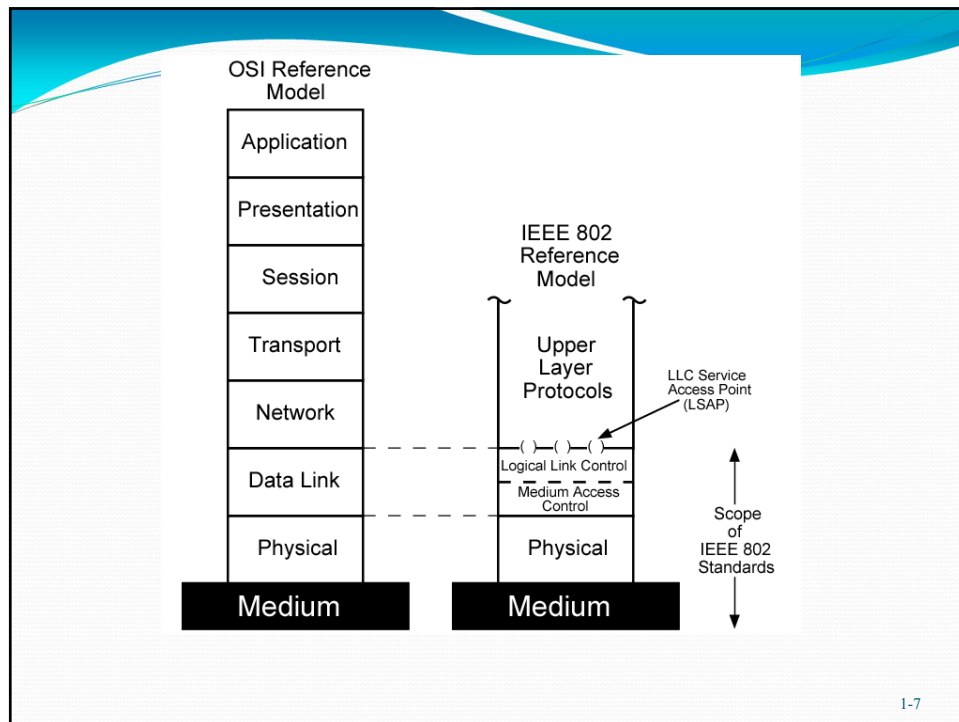 OSI Reference
Model
Application
Presentation
Session
Transport
Network
Data Link
Physical
Medium
IEEE 802
Reference
Model
Upper
Layer
Protocols
LLC Service
Access Point
(LSAP)
( ) ( ) ( )
Logical Link Control
Medium Access
Control
Physical
Medium
Scope
of
IEEE 802
Standards
1-7